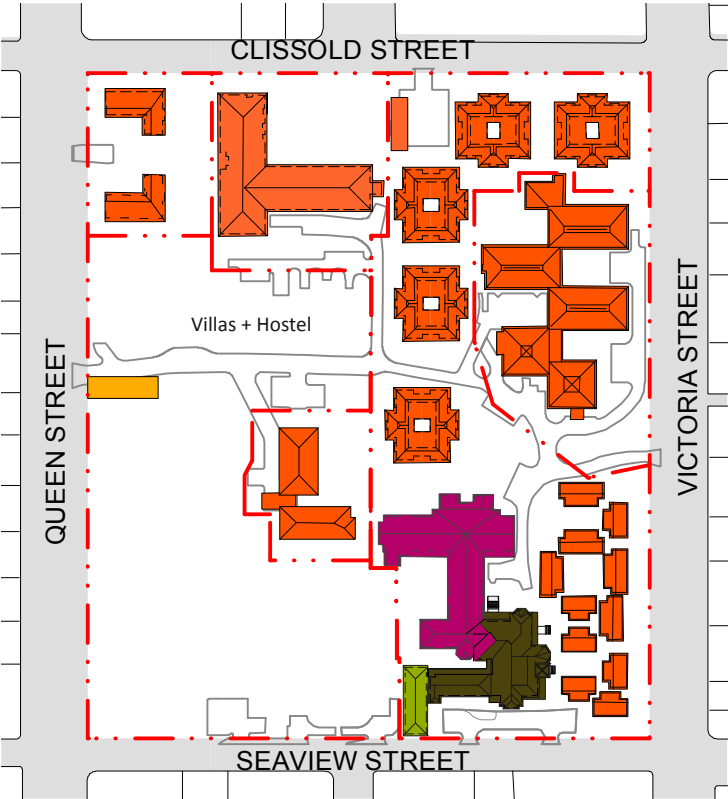 CLISSOLD STREET
Villas + Hostel
QUEEN STREET
VICTORIA STREET
SEAVIEW STREET